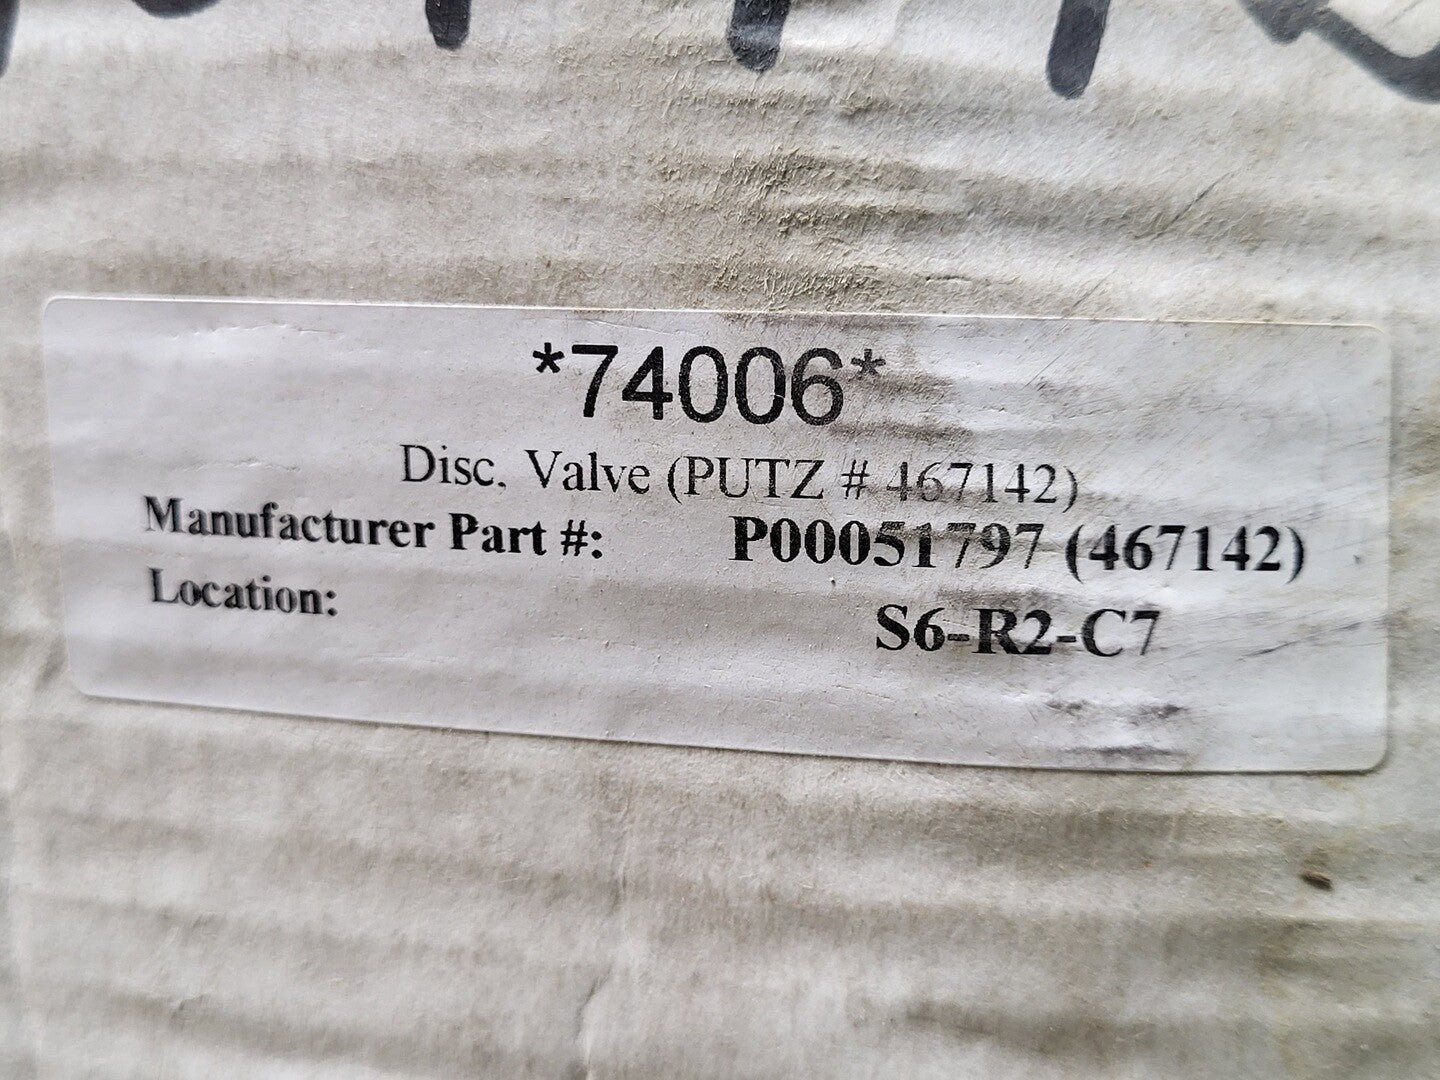 *74006*
Disc. Valve (PUTZ # 467142)
Manufacturer Part #: P00051797 (467142)
Location: S6-R2-C7